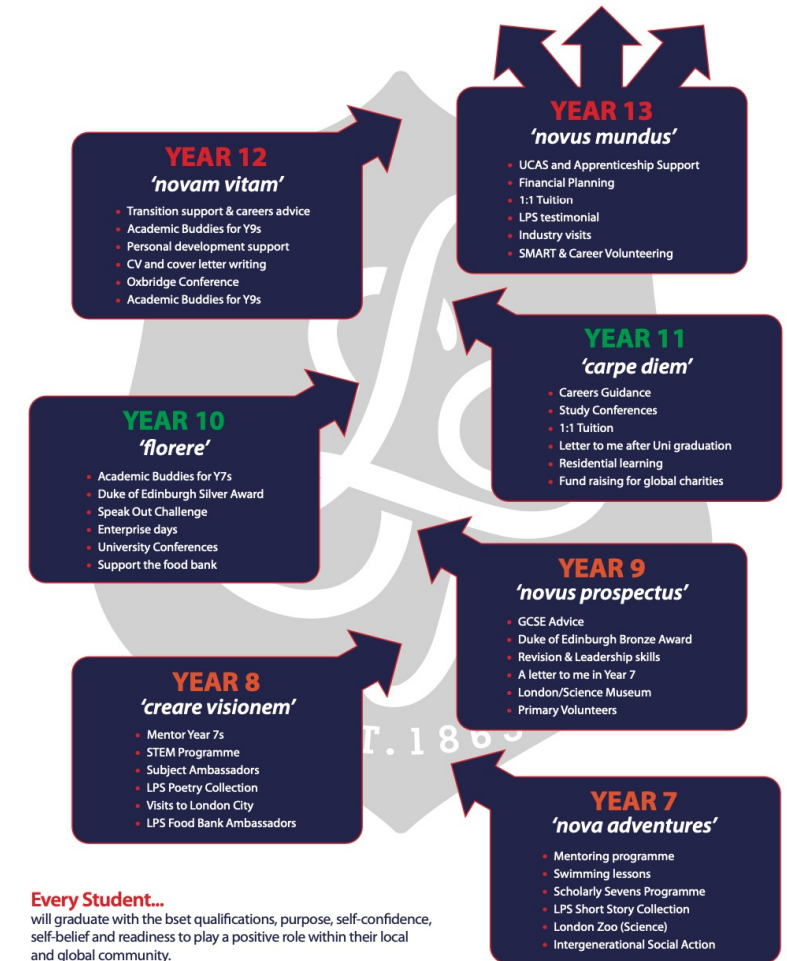 YEAR 13
‘novus mundus’
• UCAS and Apprenticeship Support
• Financial Planning
• 1:1 Tuition
• LPS testimonial
• Industry visits
• SMART & Career Volunteering
YEAR 12
‘novam vitam’
• Transition support & careers advice
• Academic Buddies for Y9s
• Personal development support
• CV and cover letter writing
• Oxbridge Conference
• Academic Buddies for Y9s
YEAR 11
‘carpe diem’
• Careers Guidance
• Study Conferences
• 1:1 Tuition
• Letter to me after Uni graduation
• Residential learning
• Fund raising for global charities
YEAR 10
‘florere’
• Academic Buddies for Y7s
• Duke of Edinburgh Silver Award
• Speak Out Challenge
• Enterprise days
• University Conferences
• Support the food bank
YEAR 9
‘novus prospectus’
• GCSE Advice
• Duke of Edinburgh Bronze Award
• Revision & Leadership skills
• A letter to me in Year 7
• London/Science Museum
• Primary Volunteers
YEAR 8
‘creare visionem’
• Mentor Year 7s
• STEM Programme
• Subject Ambassadors
• LPS Poetry Collection
• Visits to London City
• LPS Food Bank Ambassadors
YEAR 7
‘nova adventures’
• Mentoring programme
• Swimming lessons
• Scholarly Sevens Programme
• LPS Short Story Collection
• London Zoo (Science)
• Intergenerational Social Action
Every Student...
will graduate with the bset qualifications, purpose, self-confidence,
self-belief and readiness to play a positive role within their local
and global community.